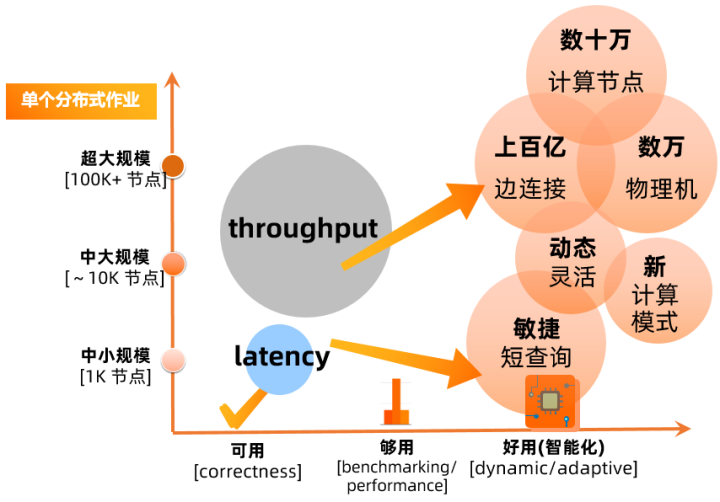 数十万
计算节点
单个分布式作业
上百亿
边连接
数万
物理机
超大规模
[100K+ 节点]
throughput
动态
灵活
中大规模
[~10K 节点]
新
计算
模式
敏捷
短查询
latency
中小规模
[1K 节点]
可用
[correctness]
够用
[benchmarking/
performance]
好用(智能化)
[dynamic/adaptive]